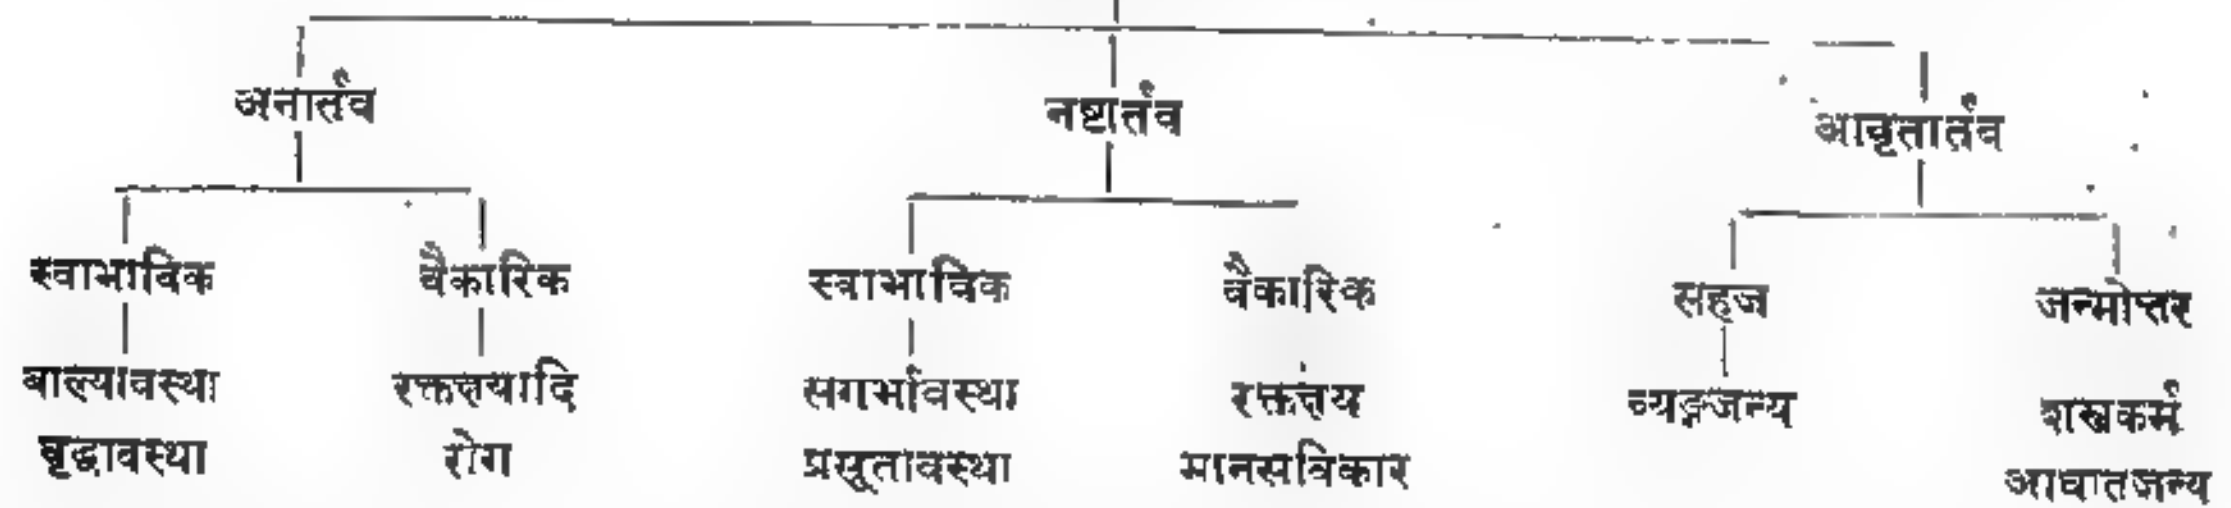 अनार्तव नष्टार्तव आवृतार्तव
स्वाभाविक वैकारिक स्वाभाविक वैकारिक सहज जन्मोत्तर
बाल्यावस्था रक्तक्षयादि सगर्भावस्था रक्तक्षय व्यङ्गजन्य शस्त्रकर्म
वृद्धावस्था रोग प्रसूतावस्था मानसविकार आघातजन्य